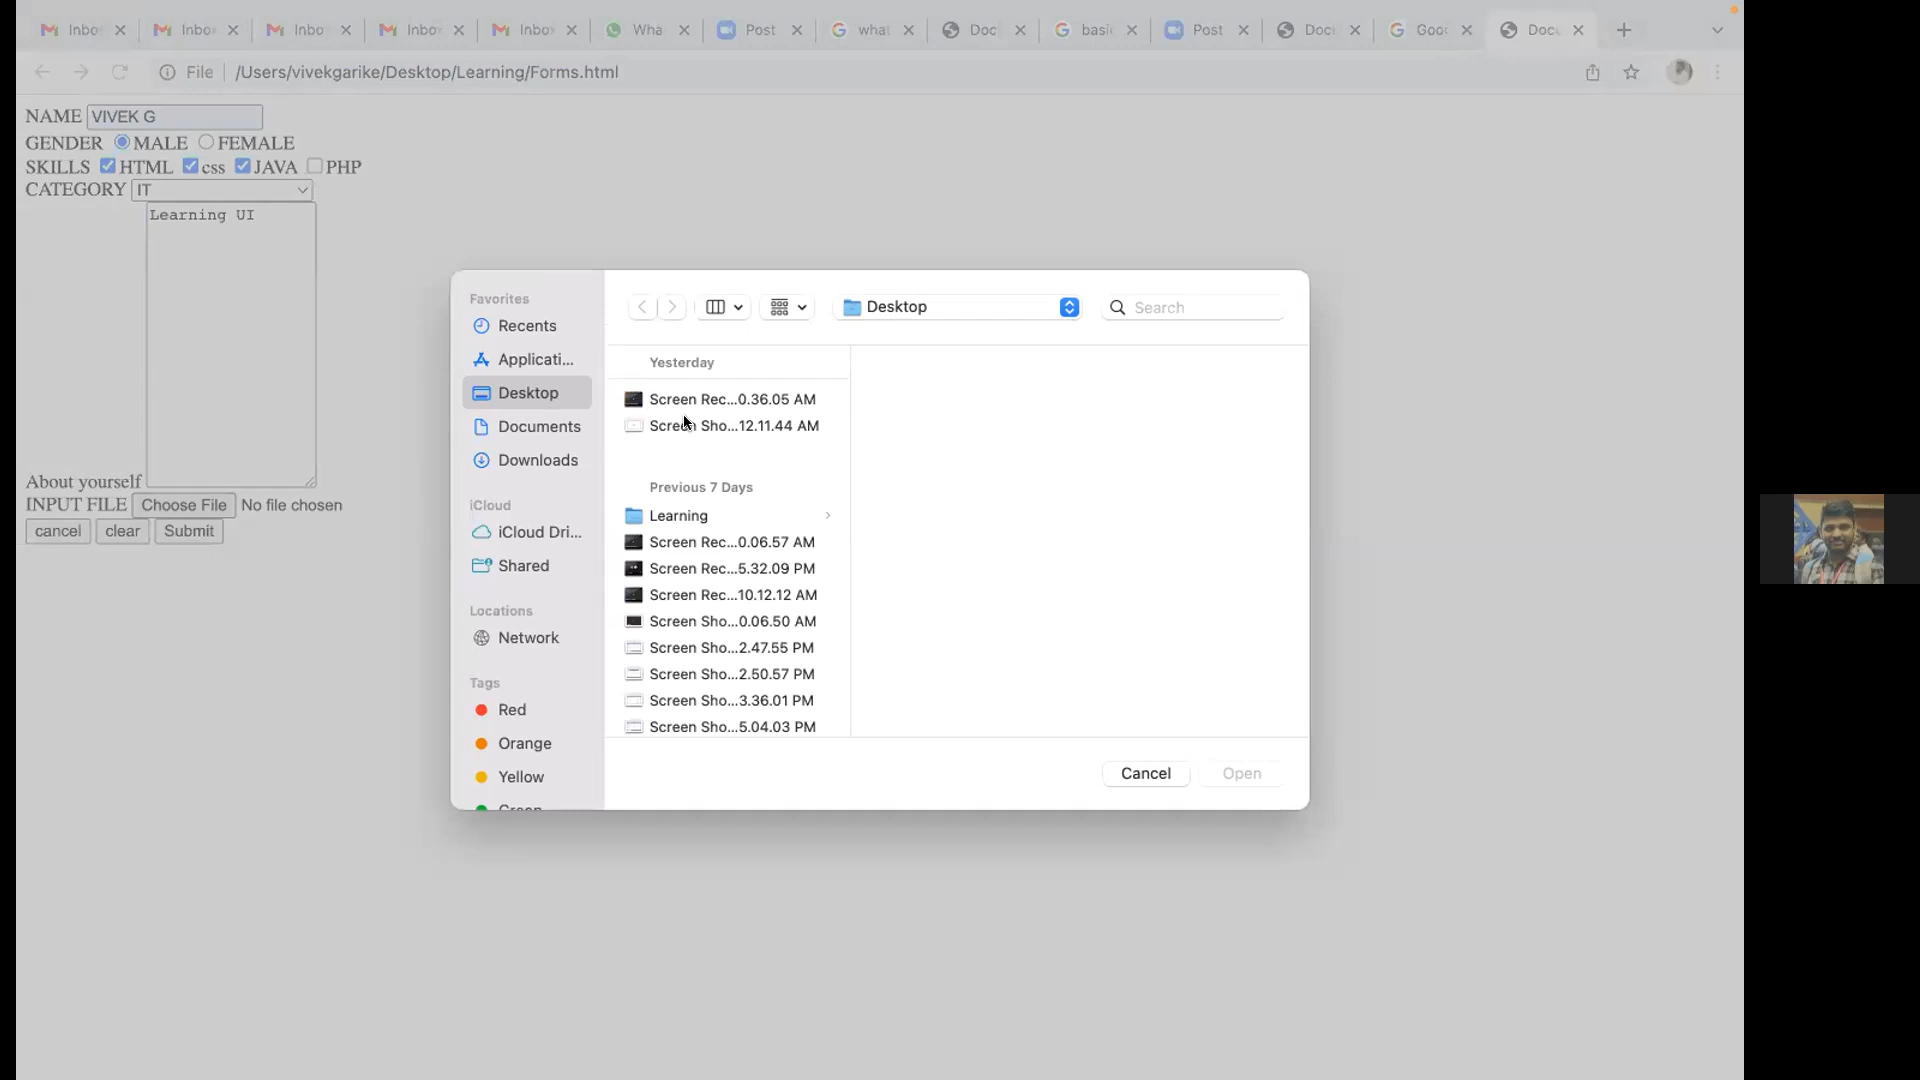 Inbo
Inbo
Inbo
Inbo
Inbo
Wha
Post
what
Doc
basi
Post
Doc
Goo
Doc
File
/Users/vivekgarike/Desktop/Learning/Forms.html
NAME VIVEK G
GENDER MALE FEMALE
SKILLS HTML css JAVA PHP
CATEGORY IT
Learning UI
About yourself
INPUT FILE Choose File No file chosen
cancel clear Submit
Favorites
Recents
Applicati...
Desktop
Documents
Downloads
iCloud
iCloud Dri...
Shared
Locations
Network
Tags
Red
Orange
Yellow
Green
Desktop
Search
Yesterday
Screen Rec...0.36.05 AM
Screen Sho...12.11.44 AM
Previous 7 Days
Learning
Screen Rec...0.06.57 AM
Screen Rec...5.32.09 PM
Screen Rec...10.12.12 AM
Screen Sho...0.06.50 AM
Screen Sho...2.47.55 PM
Screen Sho...2.50.57 PM
Screen Sho...3.36.01 PM
Screen Sho...5.04.03 PM
Cancel
Open